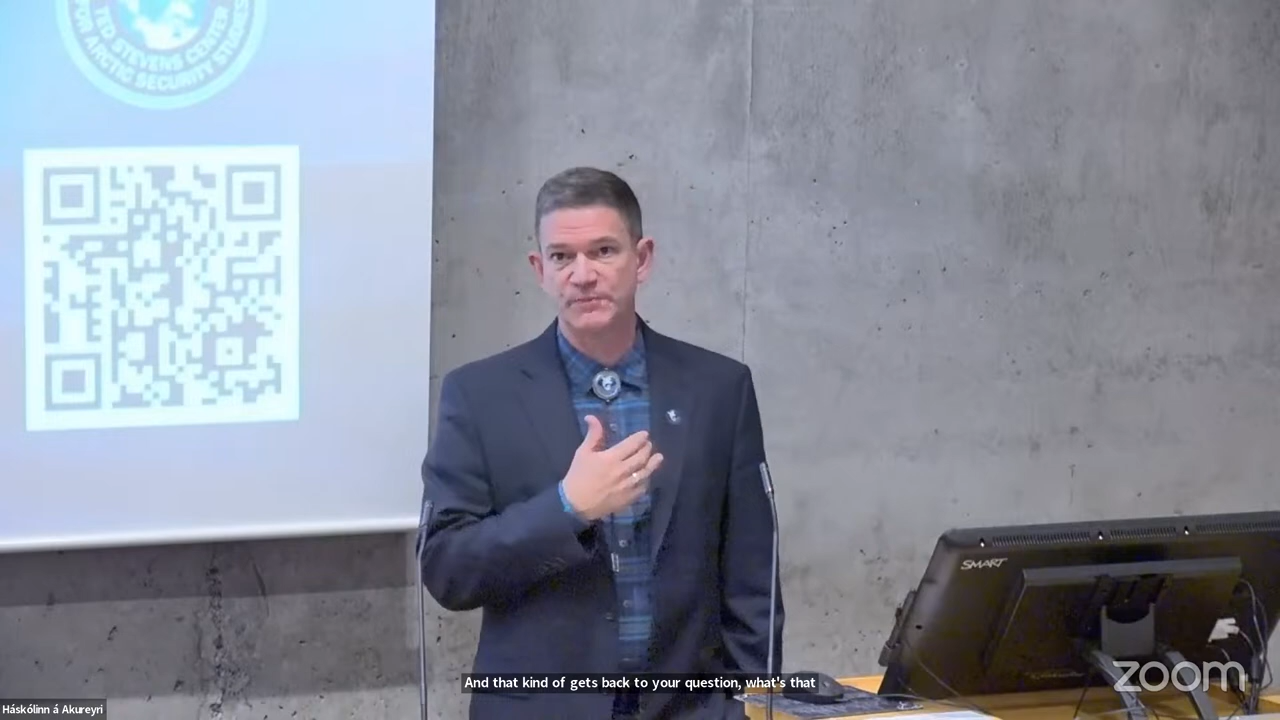 TED STEVENS CENTER
FOR ARCTIC SECURITY STUDIES
SMART
And that kind of gets back to your question, what's that
zoom
Háskólinn á Akureyri